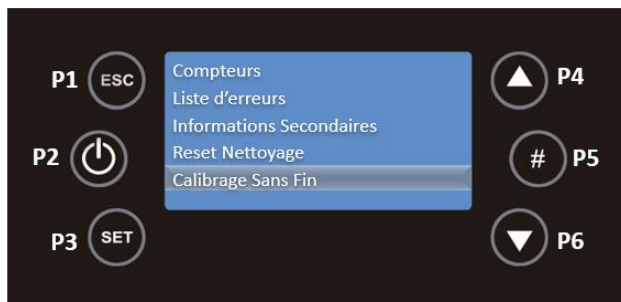 P1 ESC
P2
P3 SET
Compteurs
Liste d'erreurs
Informations Secondaires
Reset Nettoyage
Calibrage Sans Fin
P4
# P5
P6